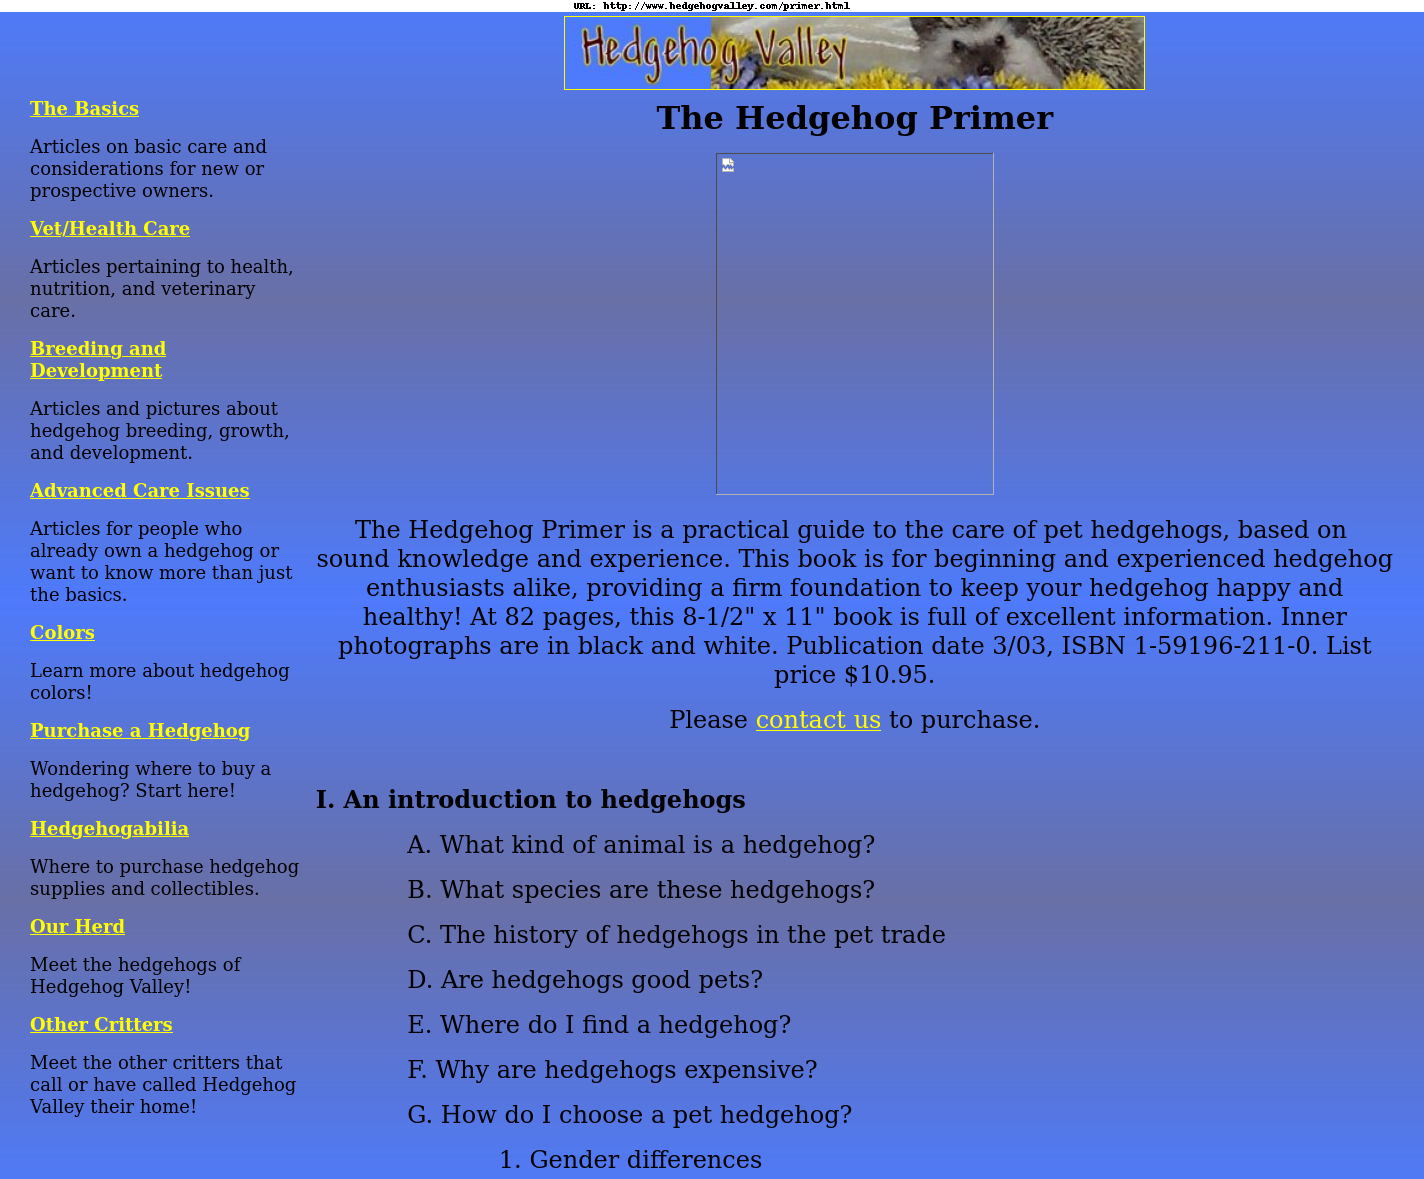 URL: http://www.hedgehogvalley.com/primer.html
Hedgehog Valley
The Basics
Articles on basic care and
considerations for new or
prospective owners.
Vet/Health Care
Articles pertaining to health,
nutrition, and veterinary
care.
Breeding and
Development
Articles and pictures about
hedgehog breeding, growth,
and development.
Advanced Care Issues
Articles for people who
already own a hedgehog or
want to know more than just
the basics.
Colors
Learn more about hedgehog
colors!
Purchase a Hedgehog
Wondering where to buy a
hedgehog? Start here!
Hedgehogabilia
Where to purchase hedgehog
supplies and collectibles.
Our Herd
Meet the hedgehogs of
Hedgehog Valley!
Other Critters
Meet the other critters that
call or have called Hedgehog
Valley their home!
The Hedgehog Primer
The Hedgehog Primer is a practical guide to the care of pet hedgehogs, based on
sound knowledge and experience. This book is for beginning and experienced hedgehog
enthusiasts alike, providing a firm foundation to keep your hedgehog happy and
healthy! At 82 pages, this 8-1/2" x 11" book is full of excellent information. Inner
photographs are in black and white. Publication date 3/03, ISBN 1-59196-211-0. List
price $10.95.
Please contact us to purchase.
I. An introduction to hedgehogs
A. What kind of animal is a hedgehog?
B. What species are these hedgehogs?
C. The history of hedgehogs in the pet trade
D. Are hedgehogs good pets?
E. Where do I find a hedgehog?
F. Why are hedgehogs expensive?
G. How do I choose a pet hedgehog?
1. Gender differences